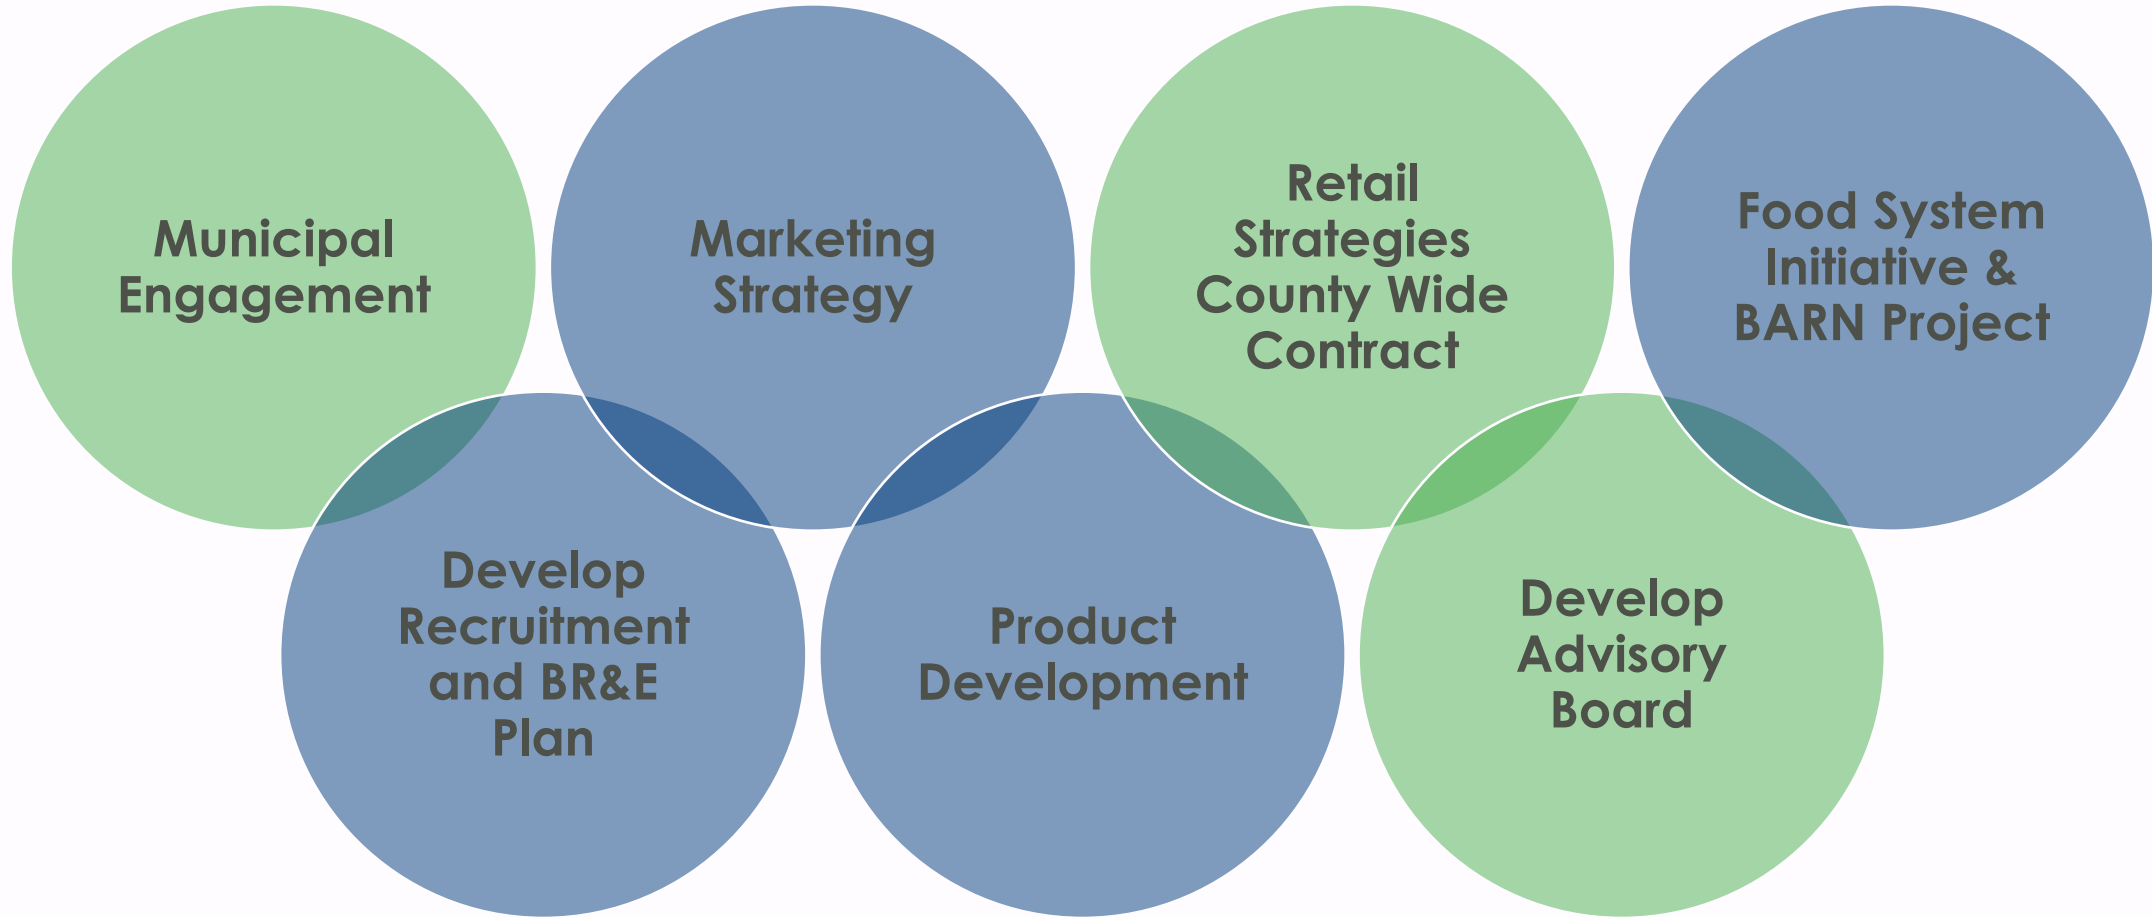 Municipal
Engagement
Marketing
Strategy
Retail
Strategies
County Wide
Contract
Food System
Initiative &
BARN Project
Develop
Recruitment
and BR&E
Plan
Product
Development
Develop
Advisory
Board